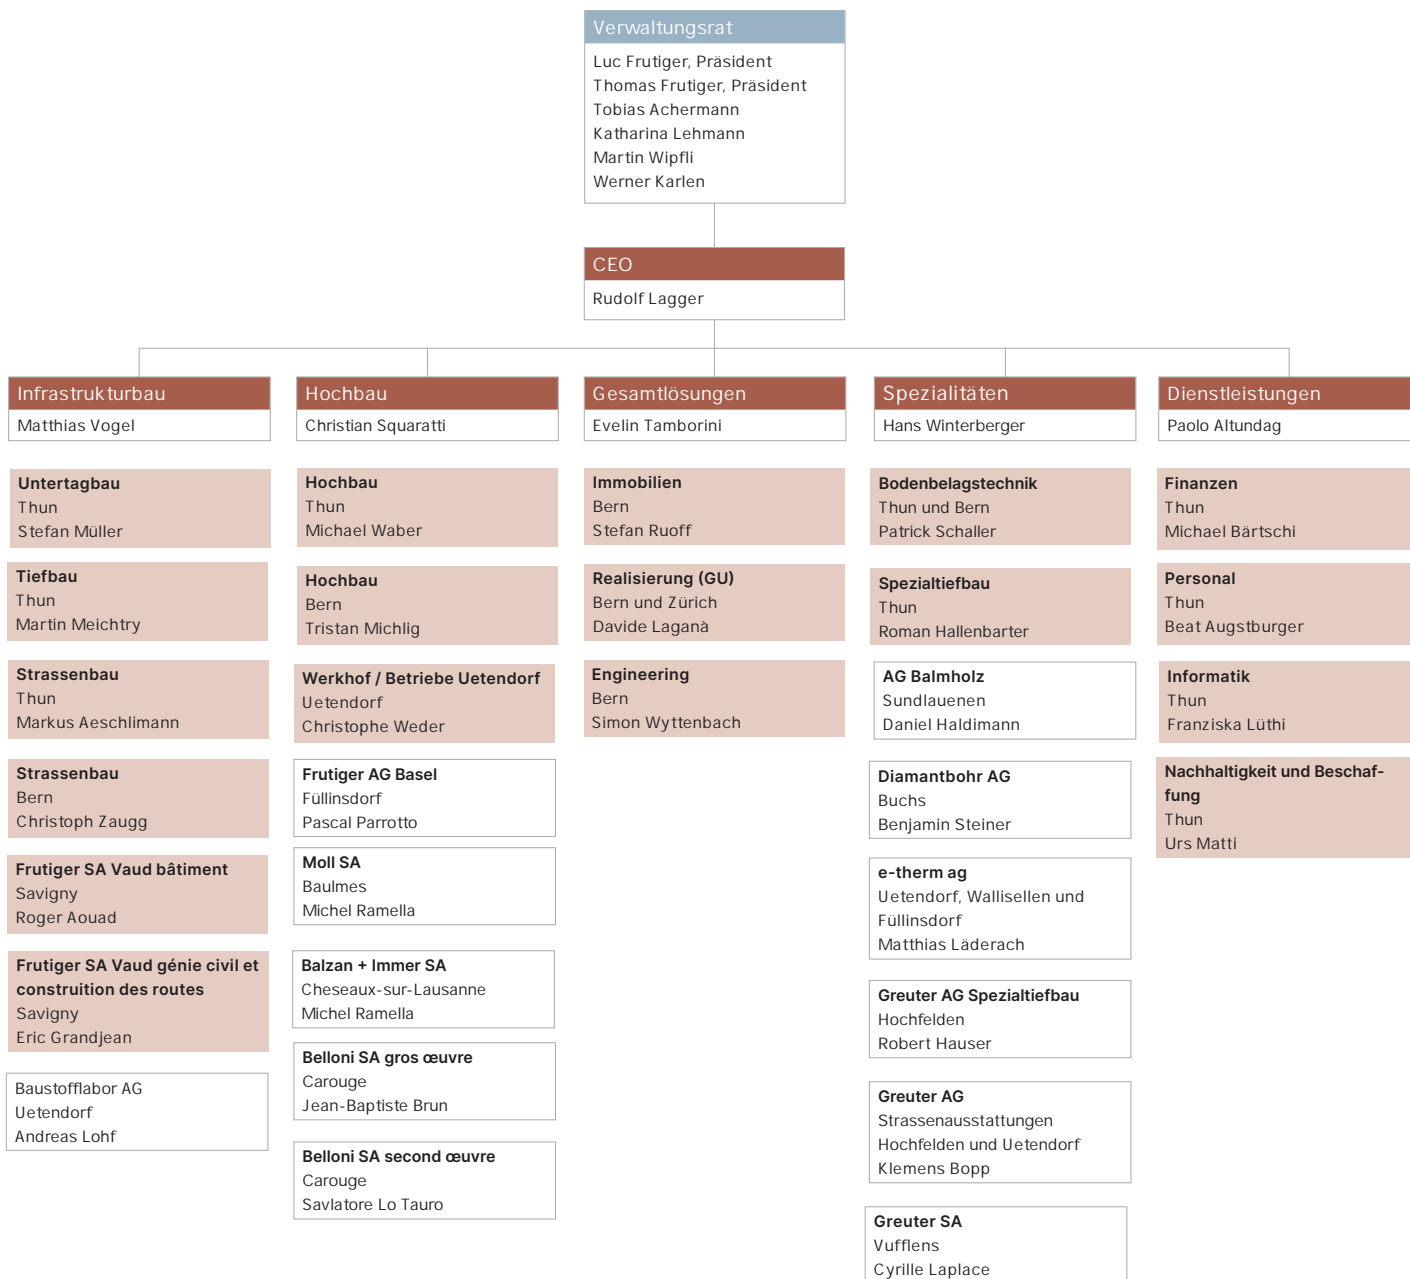 Verwaltungsrat
Luc Frutiger, Präsident
Thomas Frutiger, Präsident
Tobias Achermann
Katharina Lehmann
Martin Wipfli
Werner Karlen
CEO
Rudolf Lagger
Infrastrukturbau
Matthias Vogel
Untertagbau
Thun
Stefan Müller
Tiefbau
Thun
Martin Meichtry
Strassenbau
Thun
Markus Aeschlimann
Strassenbau
Bern
Christoph Zaugg
Frutiger SA Vaud bâtiment
Savigny
Roger Aouad
Frutiger SA Vaud génie civil et
construition des routes
Savigny
Eric Grandjean
Baustofflabor AG
Uetendorf
Andreas Lohf
Hochbau
Christian Squaratti
Hochbau
Thun
Michael Waber
Hochbau
Bern
Tristan Michlig
Werkhof / Betriebe Uetendorf
Uetendorf
Christophe Weder
Frutiger AG Basel
Füllinsdorf
Pascal Parrotto
Moll SA
Baulmes
Michel Ramella
Balzan + Immer SA
Cheseaux-sur-Lausanne
Michel Ramella
Belloni SA gros œuvre
Carouge
Jean-Baptiste Brun
Belloni SA second œuvre
Carouge
Savlatore Lo Tauro
Gesamtlösungen
Evelin Tamborini
Immobilien
Bern
Stefan Ruoff
Realisierung (GU)
Bern und Zürich
Davide Laganà
Engineering
Bern
Simon Wyttenbach
Spezialitäten
Hans Winterberger
Bodenbelagstechnik
Thun und Bern
Patrick Schaller
Spezialtiefbau
Thun
Roman Hallenbarter
AG Balmholz
Sundlauenen
Daniel Haldimann
Diamantbohr AG
Buchs
Benjamin Steiner
e-therm ag
Uetendorf, Wallisellen und
Füllinsdorf
Matthias Läderach
Greuter AG Spezialtiefbau
Hochfelden
Robert Hauser
Greuter AG
Strassenausstattungen
Hochfelden und Uetendorf
Klemens Bopp
Greuter SA
Vufflens
Cyrille Laplace
Dienstleistungen
Paolo Altundag
Finanzen
Thun
Michael Bärtschi
Personal
Thun
Beat Augstburger
Informatik
Thun
Franziska Lüthi
Nachhaltigkeit und Beschaf-
fung
Thun
Urs Matti